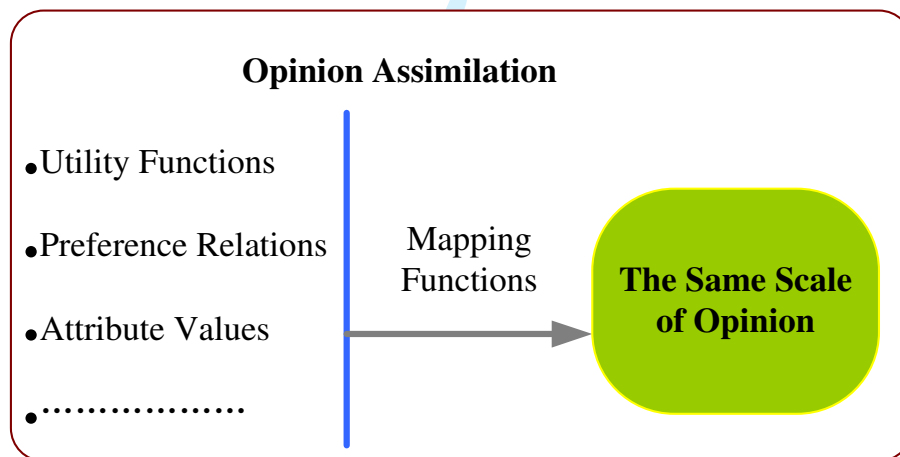 Opinion Assimilation
•Utility Functions
•Preference Relations
•Attribute Values
•………………
Mapping
Functions
The Same Scale
of Opinion